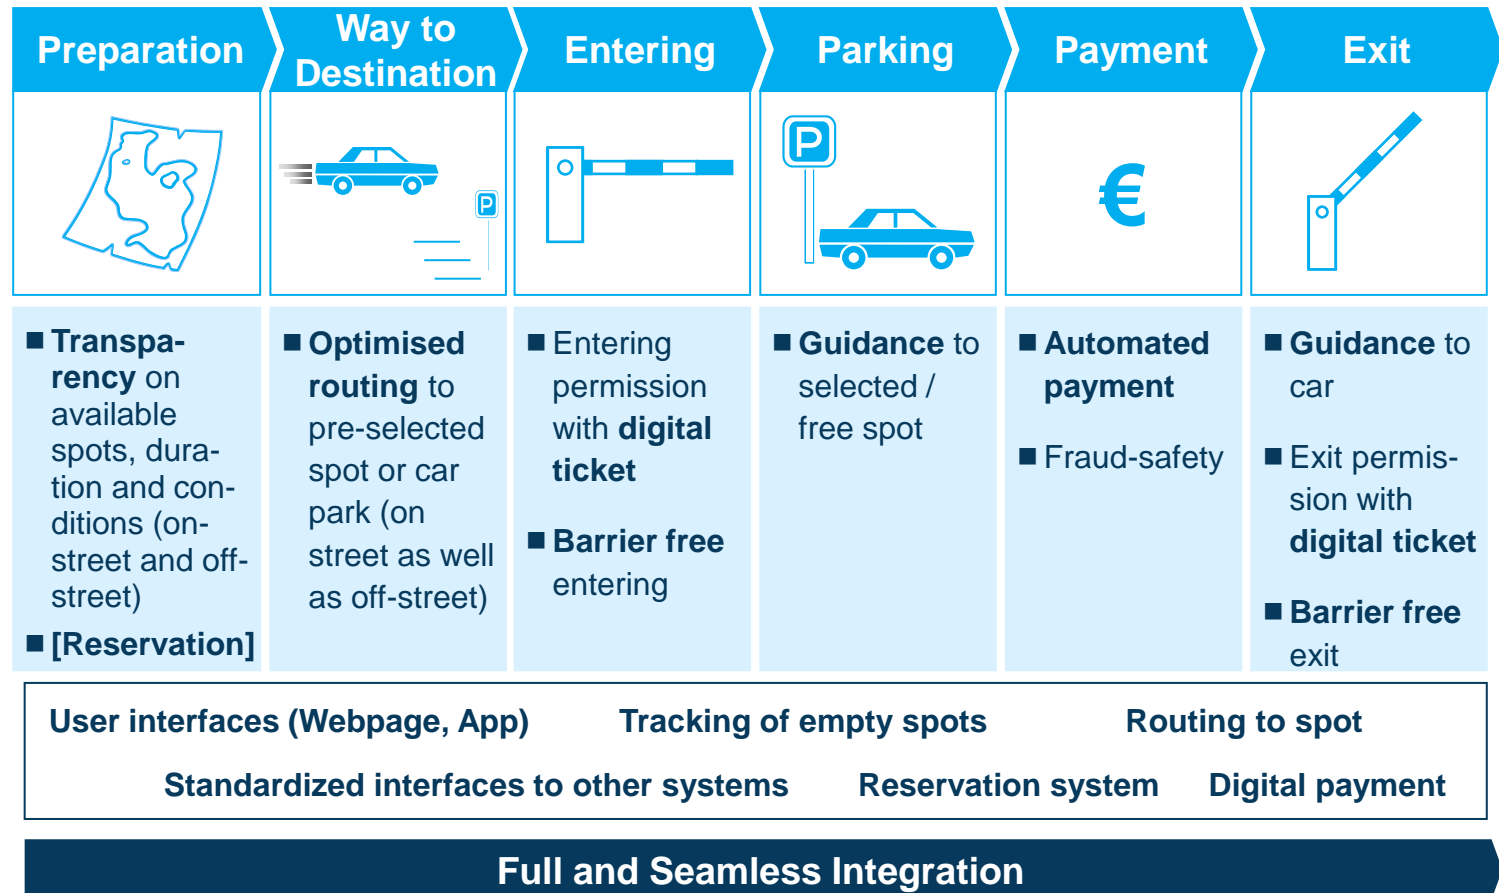 Preparation
Way to
Destination
Entering
Parking
Payment
Exit
P
P
€
■ Transpa-
rency on
available
spots, dura-
tion and con-
ditions (on-
street and off-
street)
■ [Reservation]
■ Optimised
routing to
pre-selected
spot or car
park (on
street as well
as off-street)
■ Entering
permission
with digital
ticket
■ Barrier free
entering
■ Guidance to
selected /
free spot
■ Automated
payment
■ Fraud-safety
■ Guidance to
car
■ Exit permis-
sion with
digital ticket
■ Barrier free
exit
User interfaces (Webpage, App) Tracking of empty spots Routing to spot
Standardized interfaces to other systems Reservation system Digital payment
Full and Seamless Integration